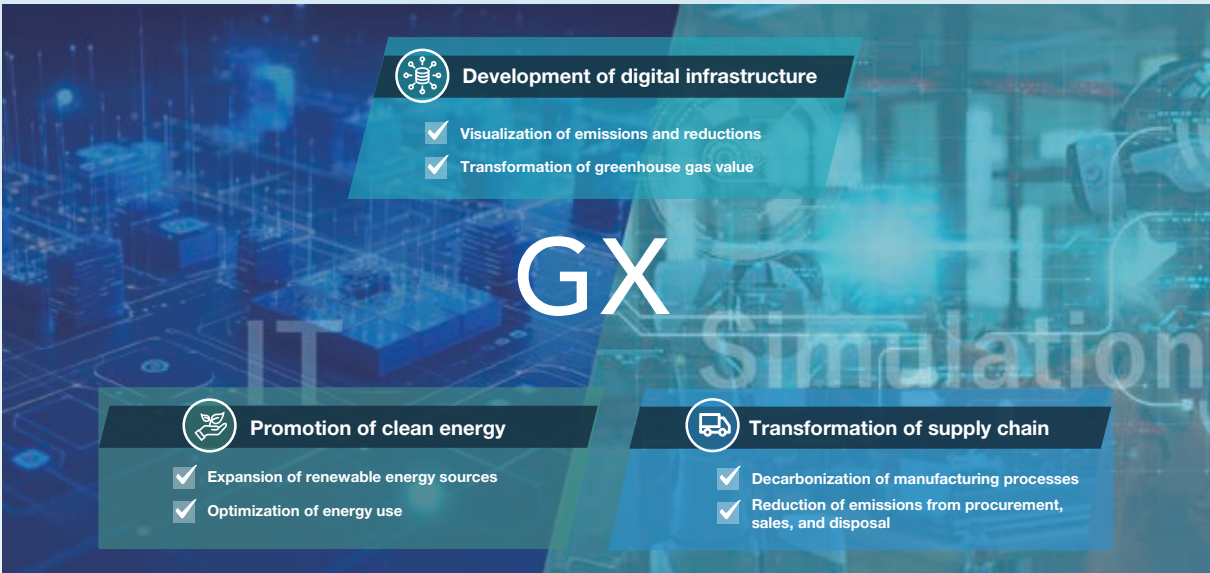 Development of digital infrastructure
Visualization of emissions and reductions
Transformation of greenhouse gas value
GX
IT
Simulation
Promotion of clean energy
Expansion of renewable energy sources
Optimization of energy use
Transformation of supply chain
Decarbonization of manufacturing processes
Reduction of emissions from procurement,
sales, and disposal